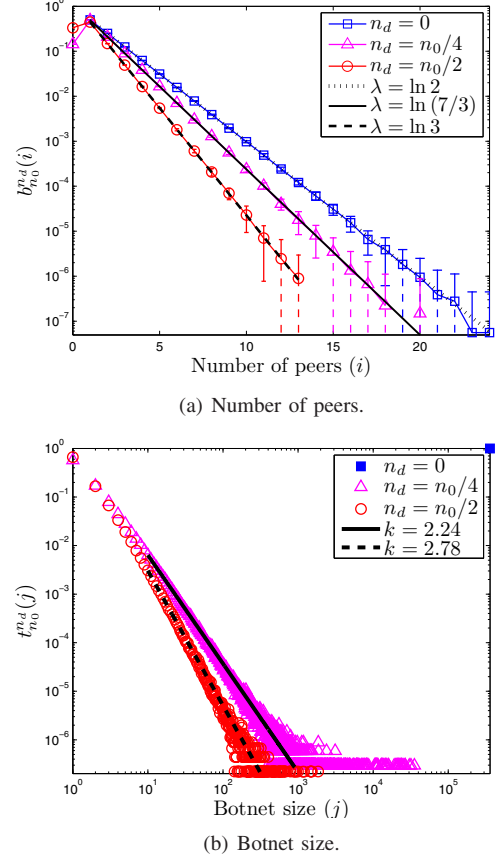 10^0
10^-1
10^-2
10^-3
10^-4
10^-5
10^-6
10^-7
b_{n_0}^{n_d}(i)
n_d = 0
n_d = n_0/4
n_d = n_0/2
λ = ln 2
λ = ln (7/3)
λ = ln 3
0 5 10 15 20
Number of peers (i)
(a) Number of peers.
10^0
10^-1
10^-2
10^-3
10^-4
10^-5
10^-6
t_{n_0}^{n_d}(j)
n_d = 0
n_d = n_0/4
n_d = n_0/2
k = 2.24
k = 2.78
10^0 10^1 10^2 10^3 10^4 10^5
Botnet size (j)
(b) Botnet size.